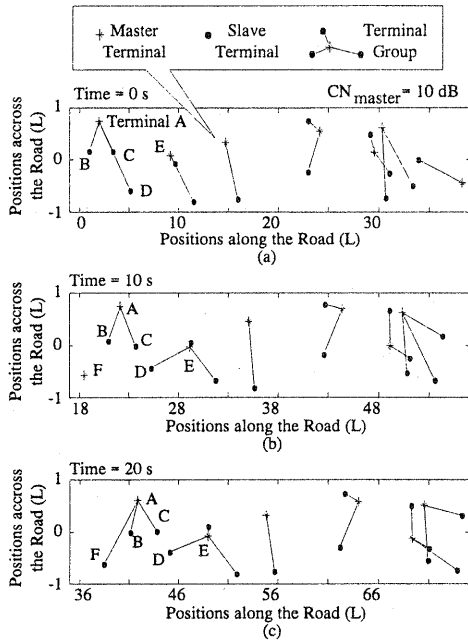 Master Terminal
Slave Terminal
Terminal Group
Time = 0 s
CNmaster = 10 dB
1
0
-1
Positions accross
the Road (L)
Terminal A
B
C
D
E
0 10 20 30
Positions along the Road (L)
(a)
Time = 10 s
1
0
-1
Positions accross
the Road (L)
A
B
C
F
D
E
18 28 38 48
Positions along the Road (L)
(b)
Time = 20 s
1
0
-1
Positions accross
the Road (L)
A
C
F
B
D
E
36 46 56 66
Positions along the Road (L)
(c)